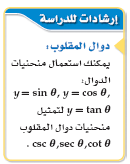 إرشادات للدراسة
دوال المقلوب:
يمكنك استعمال منحنيات
الدوال:
y = sin θ, y = cos θ,
y = tan θ لتمثيل
منحنيات دوال المقلوب
csc θ, sec θ, cot θ .